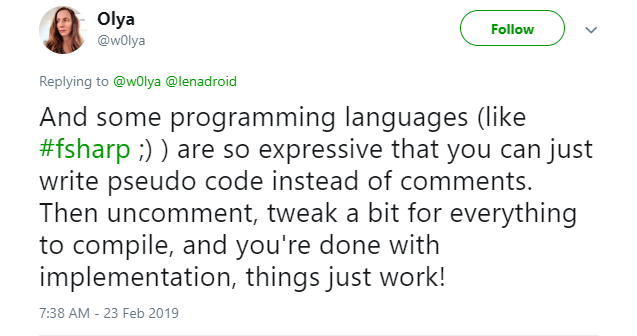 Olya
@w0lya
Follow
Replying to @w0lya @lenadroid
And some programming languages (like
#fsharp ;) ) are so expressive that you can just
write pseudo code instead of comments.
Then uncomment, tweak a bit for everything
to compile, and you're done with
implementation, things just work!
7:38 AM - 23 Feb 2019